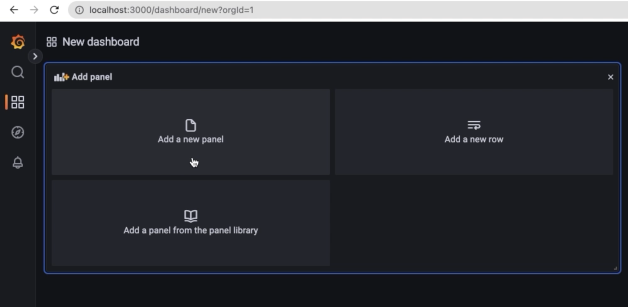 localhost:3000/dashboard/new?orgId=1
New dashboard
Add panel
Add a new panel
Add a new row
Add a panel from the panel library